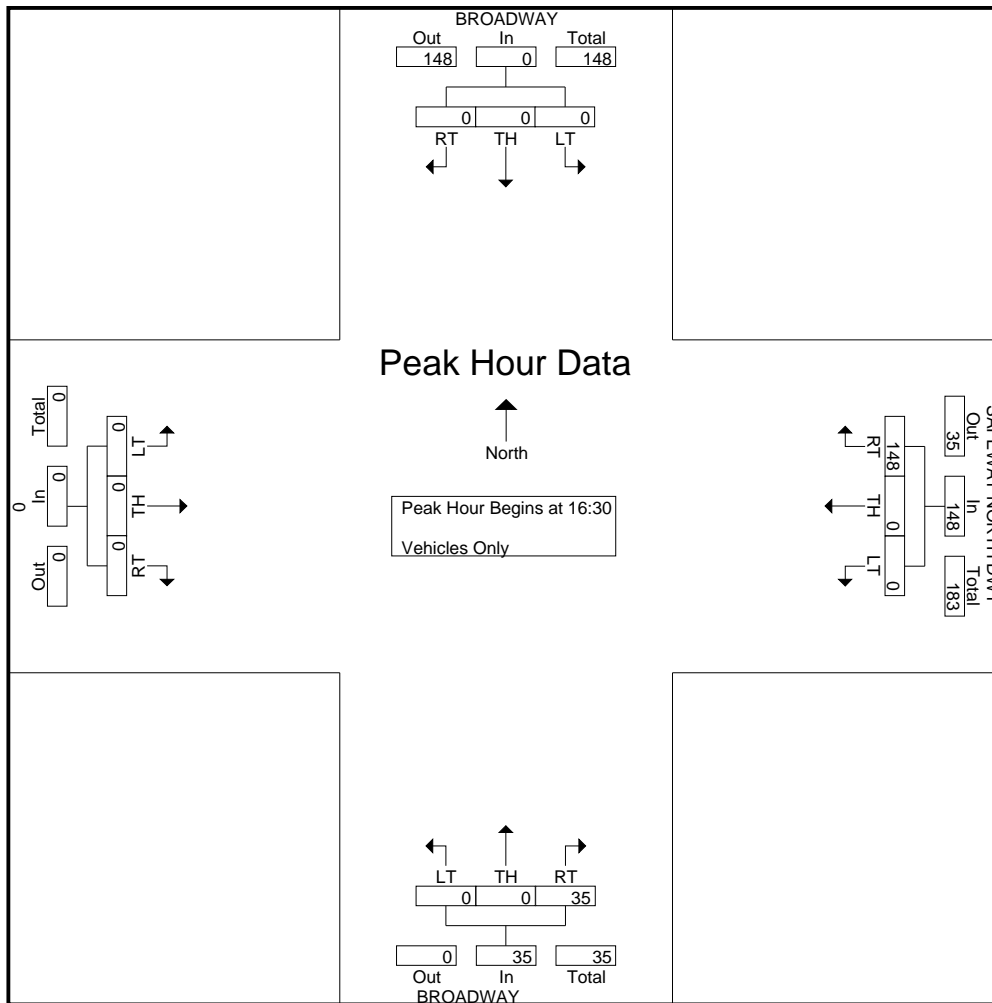 BROADWAY
Out In Total
148 0 148
0 0 0
RT TH LT
Peak Hour Data
North
Peak Hour Begins at 16:30
Vehicles Only
Total In Out
0 0 0
0
LT TH RT
0 0 0
RT TH LT
148 0 0
Out In Total
35 148 183
LT TH RT
0 0 35
0 35 35
Out In Total
BROADWAY